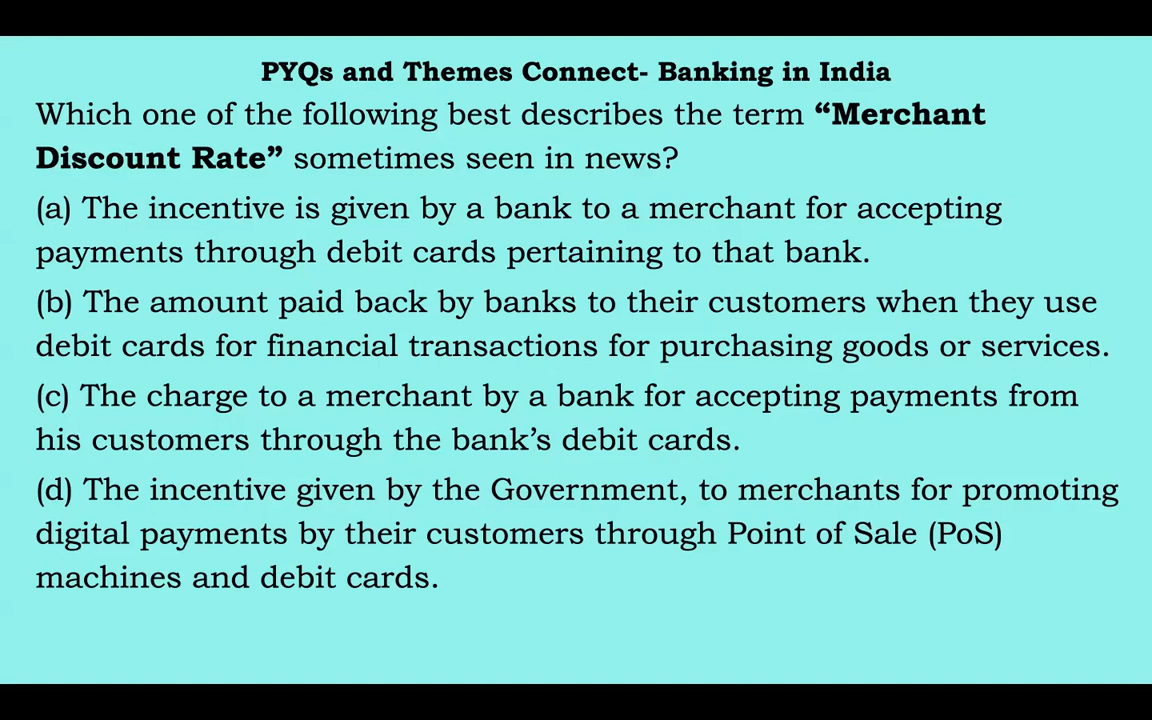 PYQs and Themes Connect- Banking in India
Which one of the following best describes the term “Merchant
Discount Rate” sometimes seen in news?
(a) The incentive is given by a bank to a merchant for accepting
payments through debit cards pertaining to that bank.
(b) The amount paid back by banks to their customers when they use
debit cards for financial transactions for purchasing goods or services.
(c) The charge to a merchant by a bank for accepting payments from
his customers through the bank’s debit cards.
(d) The incentive given by the Government, to merchants for promoting
digital payments by their customers through Point of Sale (PoS)
machines and debit cards.